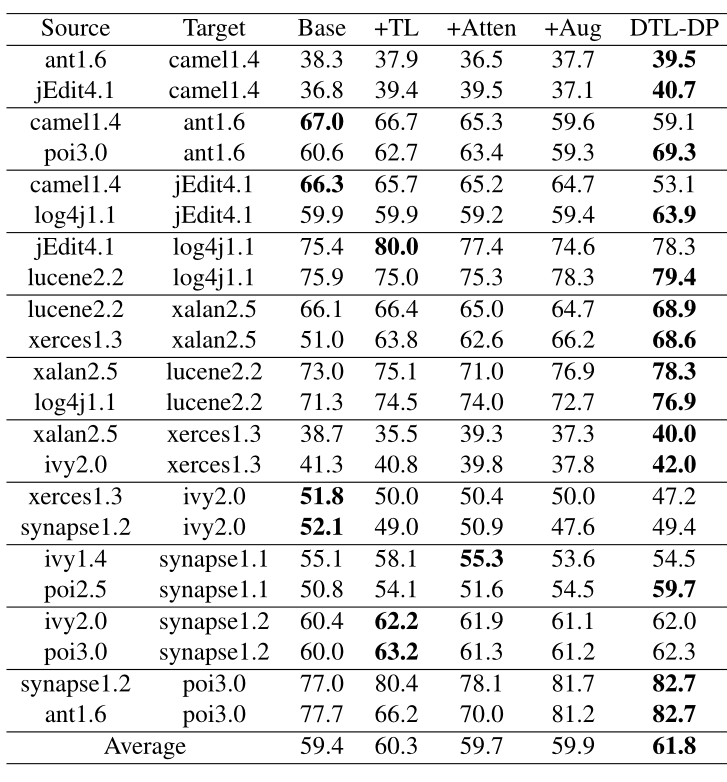 Source Target Base +TL +Atten +Aug DTL-DP
ant1.6 camel1.4 38.3 37.9 36.5 37.7 39.5
jEdit4.1 camel1.4 36.8 39.4 39.5 37.1 40.7
camel1.4 ant1.6 67.0 66.7 65.3 59.6 59.1
poi3.0 ant1.6 60.6 62.7 63.4 59.3 69.3
camel1.4 jEdit4.1 66.3 65.7 65.2 64.7 53.1
log4j1.1 jEdit4.1 59.9 59.9 59.2 59.4 63.9
jEdit4.1 log4j1.1 75.4 80.0 77.4 74.6 78.3
lucene2.2 log4j1.1 75.9 75.0 75.3 78.3 79.4
lucene2.2 xalan2.5 66.1 66.4 65.0 64.7 68.9
xerces1.3 xalan2.5 51.0 63.8 62.6 66.2 68.6
xalan2.5 lucene2.2 73.0 75.1 71.0 76.9 78.3
log4j1.1 lucene2.2 71.3 74.5 74.0 72.7 76.9
xalan2.5 xerces1.3 38.7 35.5 39.3 37.3 40.0
ivy2.0 xerces1.3 41.3 40.8 39.8 37.8 42.0
xerces1.3 ivy2.0 51.8 50.0 50.4 50.0 47.2
synapse1.2 ivy2.0 52.1 49.0 50.9 47.6 49.4
ivy1.4 synapse1.1 55.1 58.1 55.3 53.6 54.5
poi2.5 synapse1.1 50.8 54.1 51.6 54.5 59.7
ivy2.0 synapse1.2 60.4 62.2 61.9 61.1 62.0
poi3.0 synapse1.2 60.0 63.2 61.3 61.2 62.3
synapse1.2 poi3.0 77.0 80.4 78.1 81.7 82.7
ant1.6 poi3.0 77.7 66.2 70.0 81.2 82.7
Average 59.4 60.3 59.7 59.9 61.8